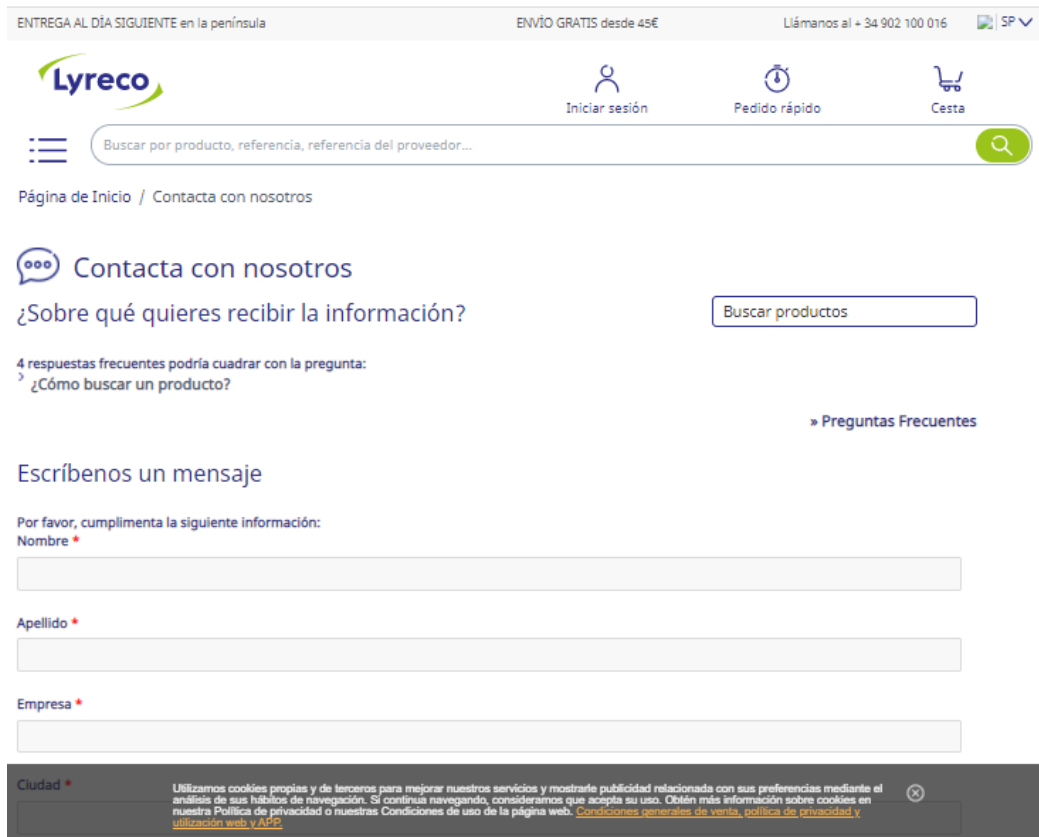 ENTREGA AL DÍA SIGUIENTE en la península ENVÍO GRATIS desde 45€ Llámanos al + 34 902 100 016 SP
Lyreco
Iniciar sesión Pedido rápido Cesta
Buscar por producto, referencia, referencia del proveedor...
Página de Inicio / Contacta con nosotros
Contacta con nosotros
¿Sobre qué quieres recibir la información? Buscar productos
4 respuestas frecuentes podría cuadrar con la pregunta:
¿Cómo buscar un producto?
» Preguntas Frecuentes
Escríbenos un mensaje
Por favor, cumplimenta la siguiente información:
Nombre *
Apellido *
Empresa *
Ciudad *
Utilizamos cookies propias y de terceros para mejorar nuestros servicios y mostrarle publicidad relacionada con sus preferencias mediante el
análisis de sus hábitos de navegación. Si continua navegando, consideramos que acepta su uso. Obtén más información sobre cookies en
nuestra Política de privacidad o nuestras Condiciones de uso de la página web. Condiciones generales de venta, política de privacidad y
utilización web y APP.